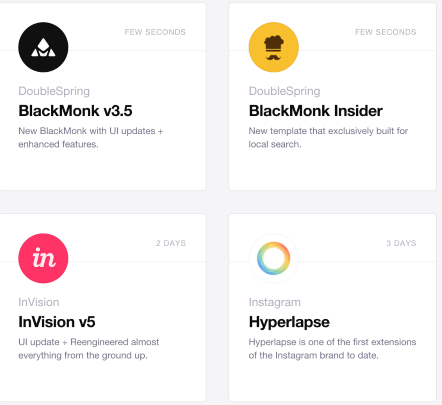 FEW SECONDS
DoubleSpring
BlackMonk v3.5
New BlackMonk with UI updates +
enhanced features.
FEW SECONDS
DoubleSpring
BlackMonk Insider
New template that exclusively built for
local search.
2 DAYS
in
InVision
InVision v5
UI update + Reengineered almost
everything from the ground up.
3 DAYS
Instagram
Hyperlapse
Hyperlapse is one of the first extensions
of the Instagram brand to date.